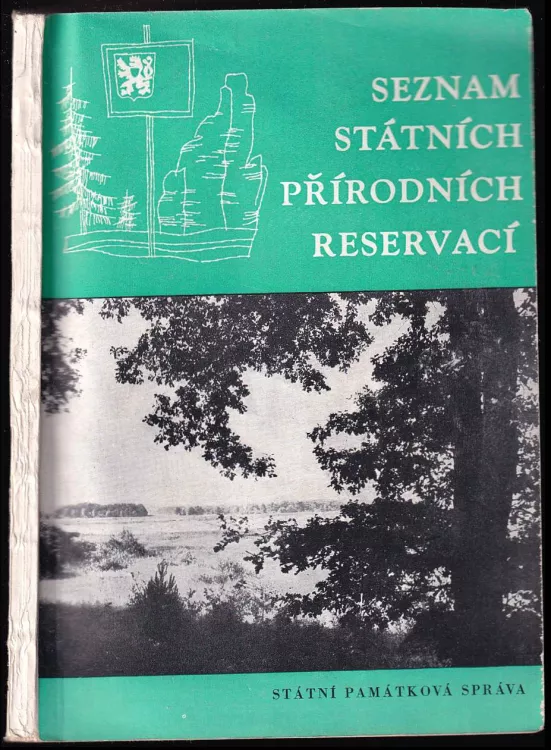 SEZNAM
STÁTNÍCH
PŘÍRODNÍCH
RESERVACÍ
STÁTNÍ PAMÁTKOVÁ SPRÁVA